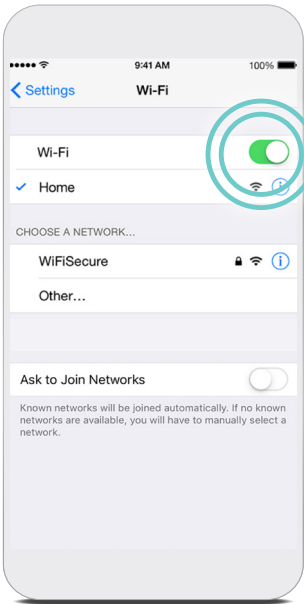 9:41 AM 100%
Settings Wi-Fi
Wi-Fi
Home
CHOOSE A NETWORK...
WiFiSecure
Other...
Ask to Join Networks
Known networks will be joined automatically. If no known
networks are available, you will have to manually select a
network.